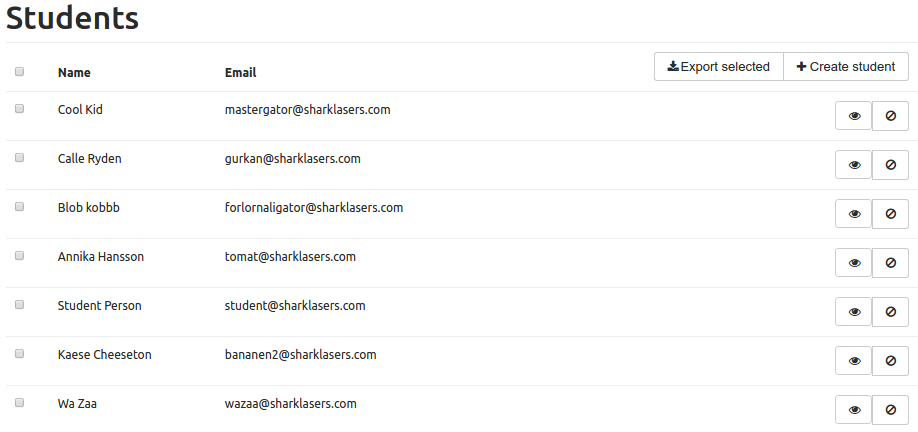 Students
Name Email Export selected Create student
Cool Kid mastergator@sharklasers.com
Calle Ryden gurkan@sharklasers.com
Blob kobbb forlornaligator@sharklasers.com
Annika Hansson tomat@sharklasers.com
Student Person student@sharklasers.com
Kaese Cheeseton bananen2@sharklasers.com
Wa Zaa wazaa@sharklasers.com